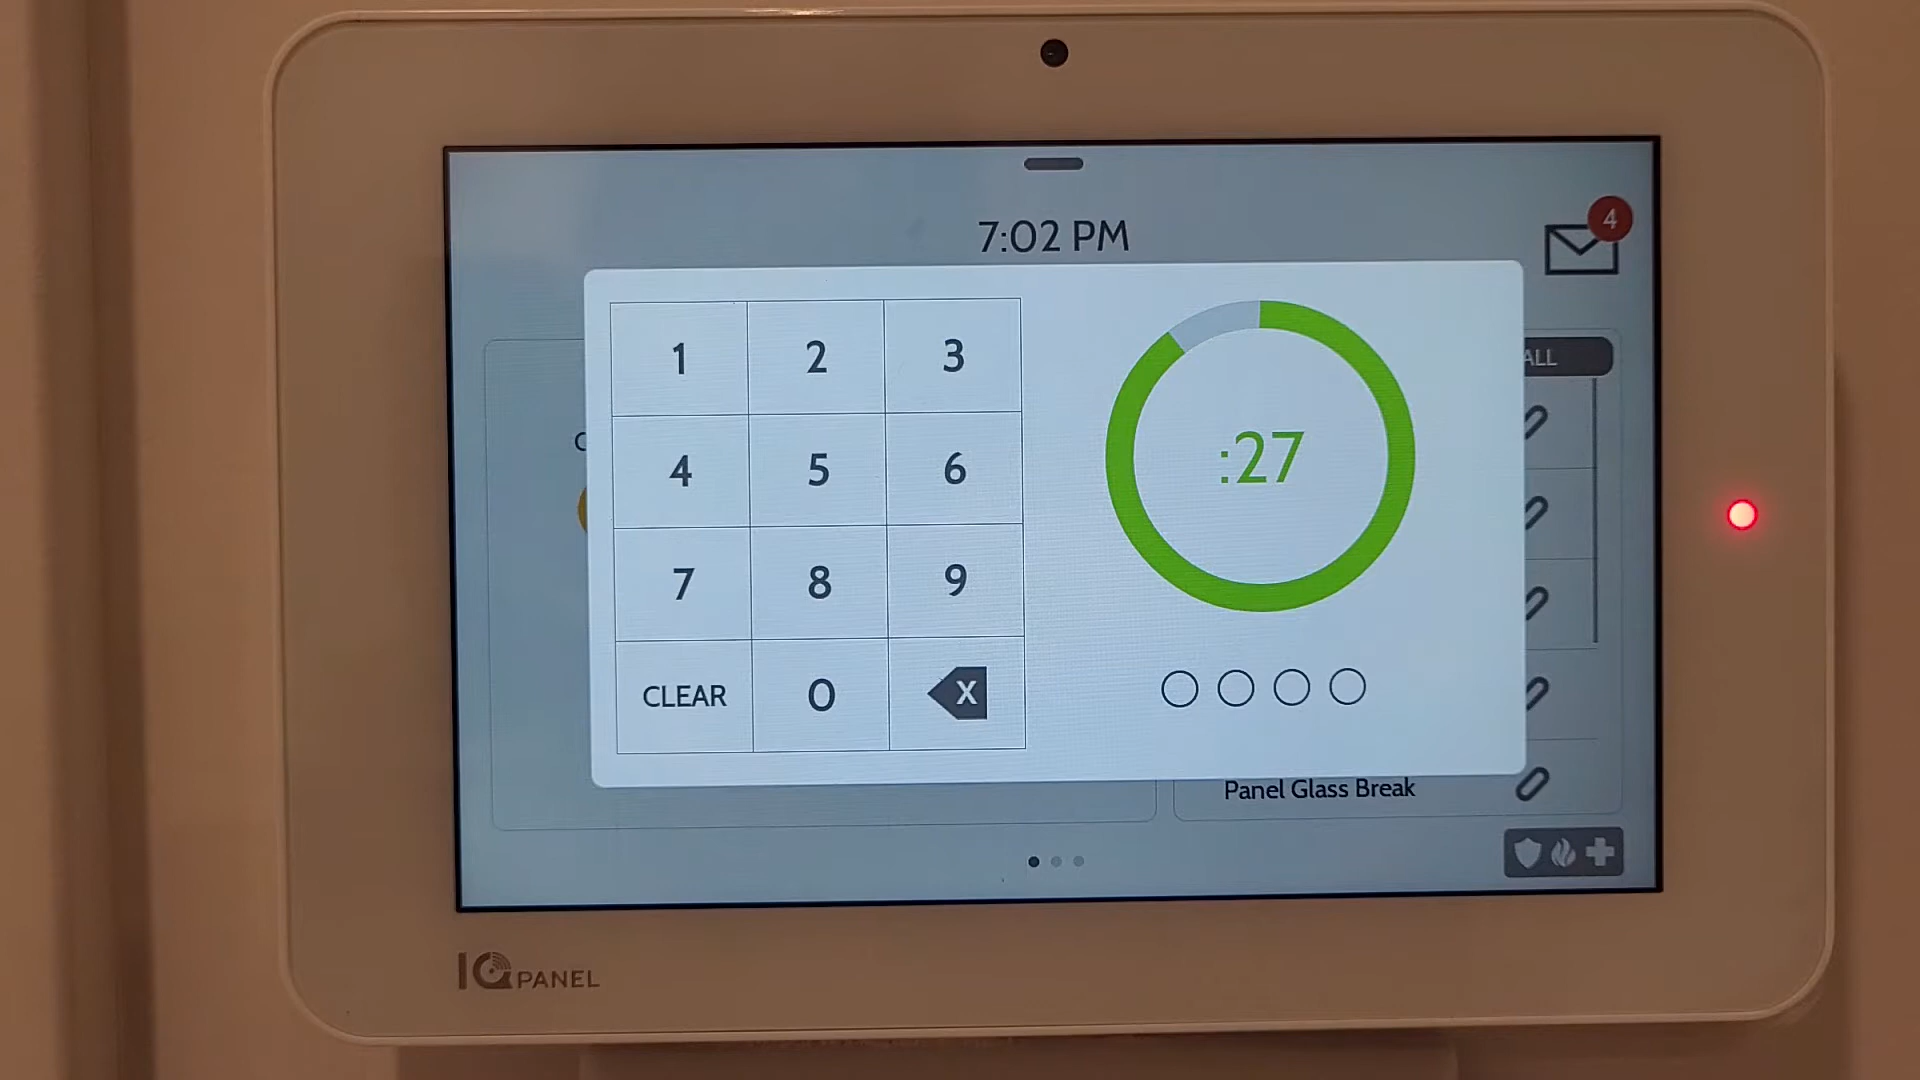 7:02 PM
4
1 2 3
4 5 6
7 8 9
CLEAR 0 X
:27
ALL
Panel Glass Break
IQ PANEL